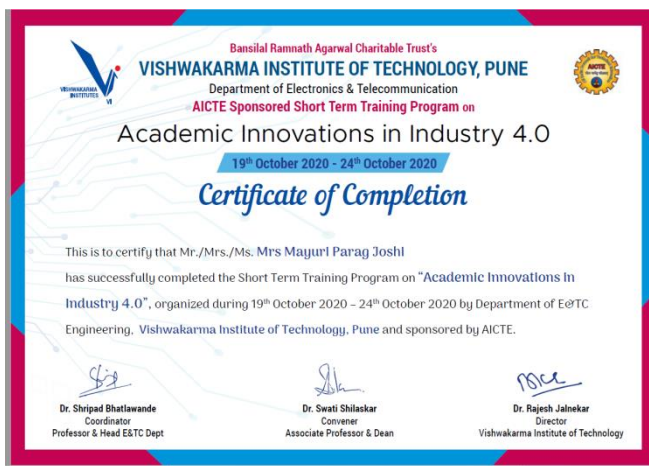 Bansilal Ramnath Agarwal Charitable Trust's
VISHWAKARMA INSTITUTE OF TECHNOLOGY, PUNE
Department of Electronics & Telecommunication
AICTE Sponsored Short Term Training Program on
VISHWAKARMA
INSTITUTES
VI
AICTE
Academic Innovations in Industry 4.0
19th October 2020 - 24th October 2020
Certificate of Completion
This is to certify that Mr./Mrs./Ms. Mrs Mayuri Parag Joshi
has successfully completed the Short Term Training Program on "Academic Innovations in
Industry 4.0", organized during 19th October 2020 – 24th October 2020 by Department of E&TC
Engineering, Vishwakarma Institute of Technology, Pune and sponsored by AICTE.
Dr. Shripad Bhatlawande
Coordinator
Professor & Head E&TC Dept
Dr. Swati Shilaskar
Convener
Associate Professor & Dean
Dr. Rajesh Jalnekar
Director
Vishwakarma Institute of Technology